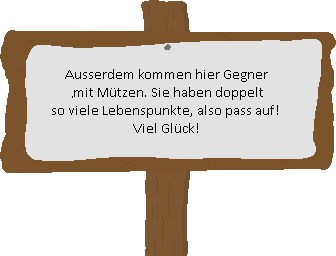 Ausserdem kommen hier Gegner
,mit Mützen. Sie haben doppelt
so viele Lebenspunkte, also pass auf!
Viel Glück!